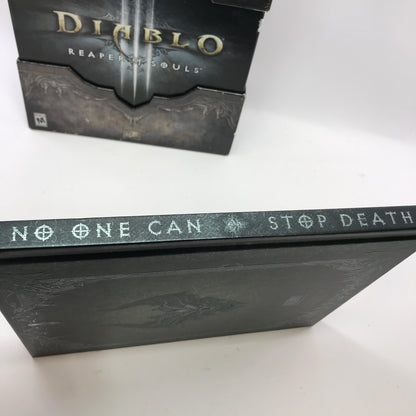 DIABLO
REAPER OF SOULS
M
NO ONE CAN STOP DEATH